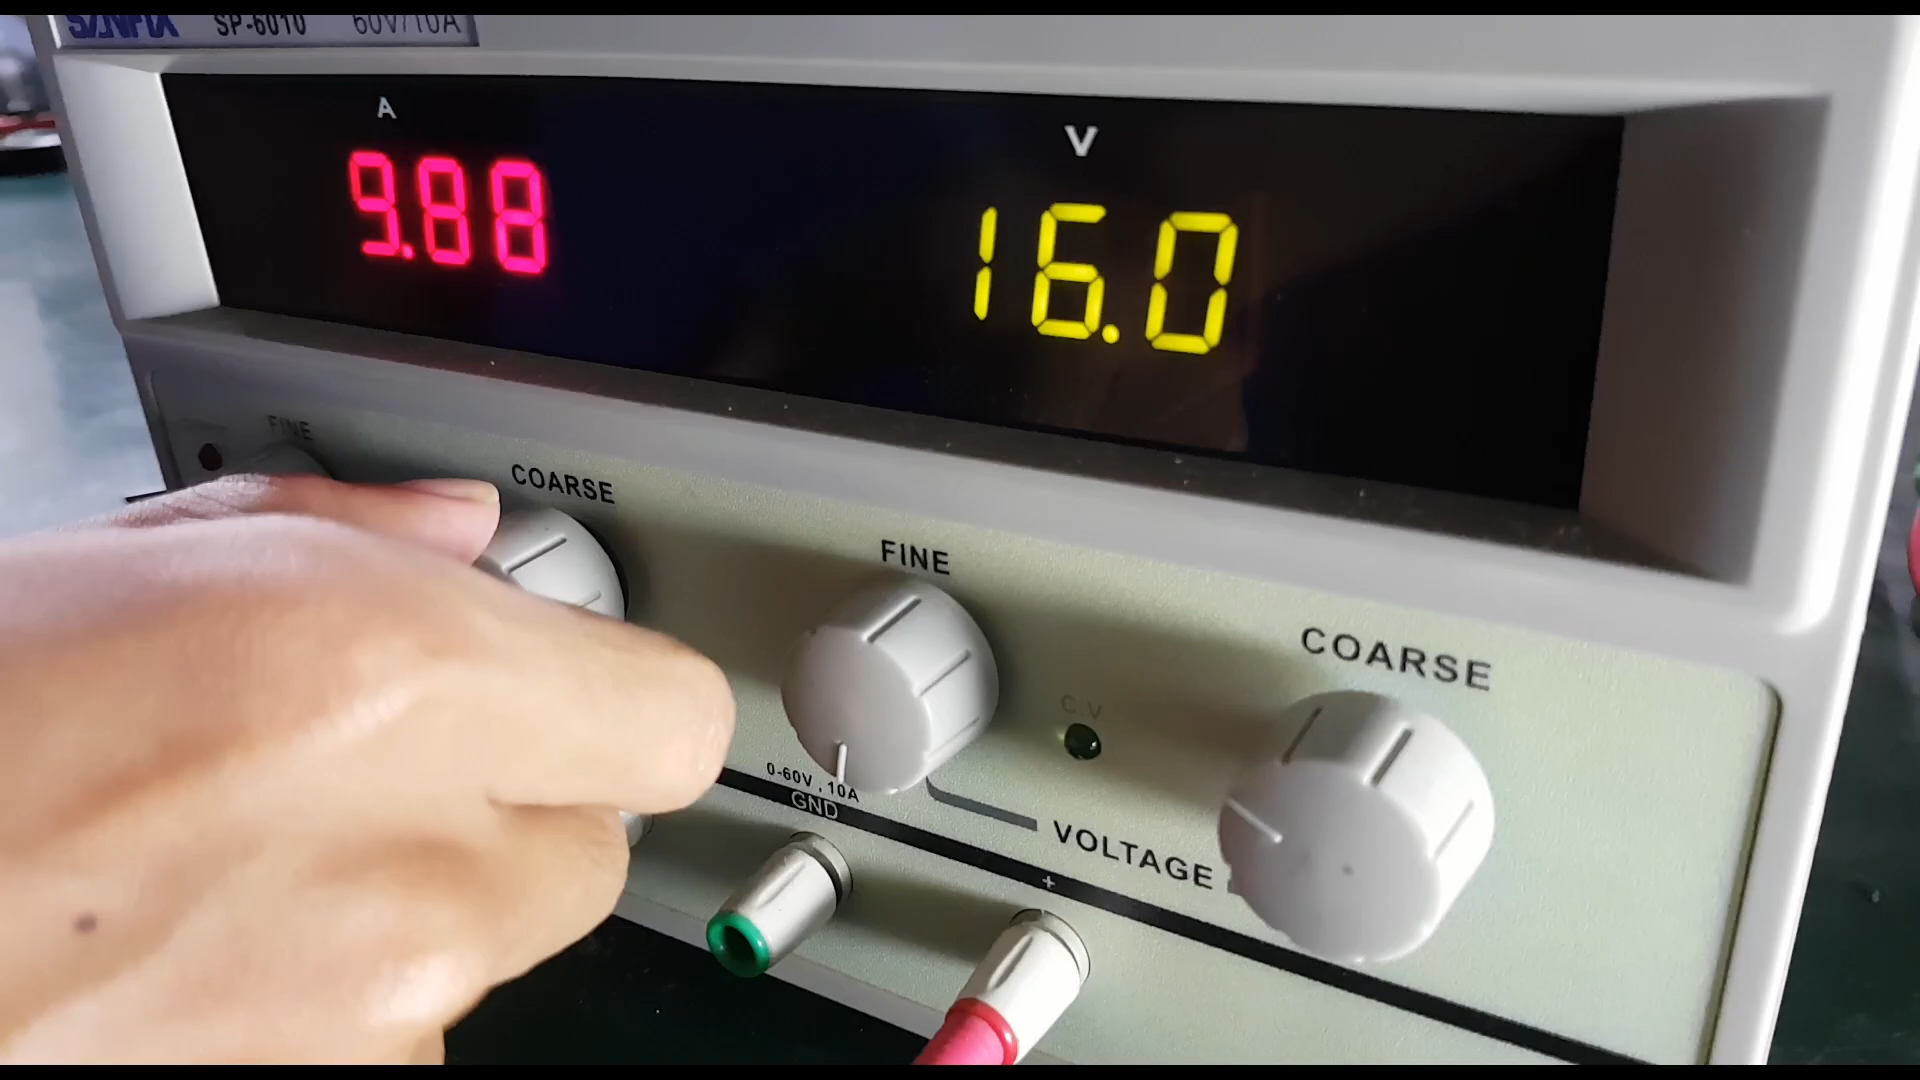 SP-6010 60V/10A
A
V
9.88
16.0
FINE
COARSE
FINE
COARSE
C.V
0-60V , 10A
GND
VOLTAGE
+